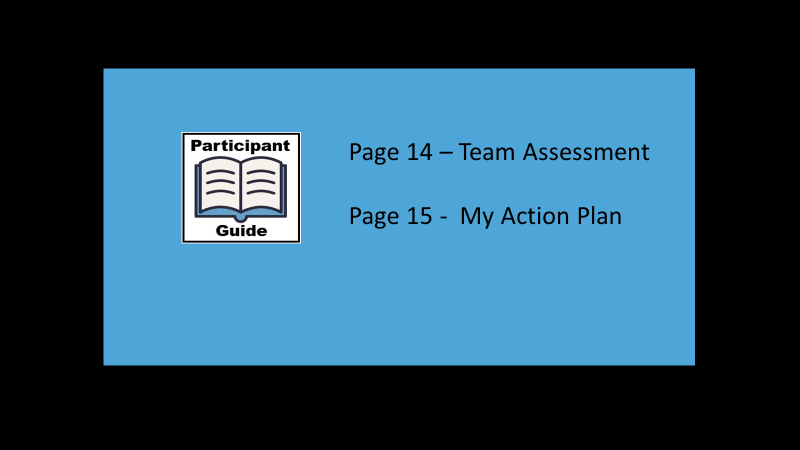 Participant
Guide
Page 14 – Team Assessment
Page 15 -  My Action Plan